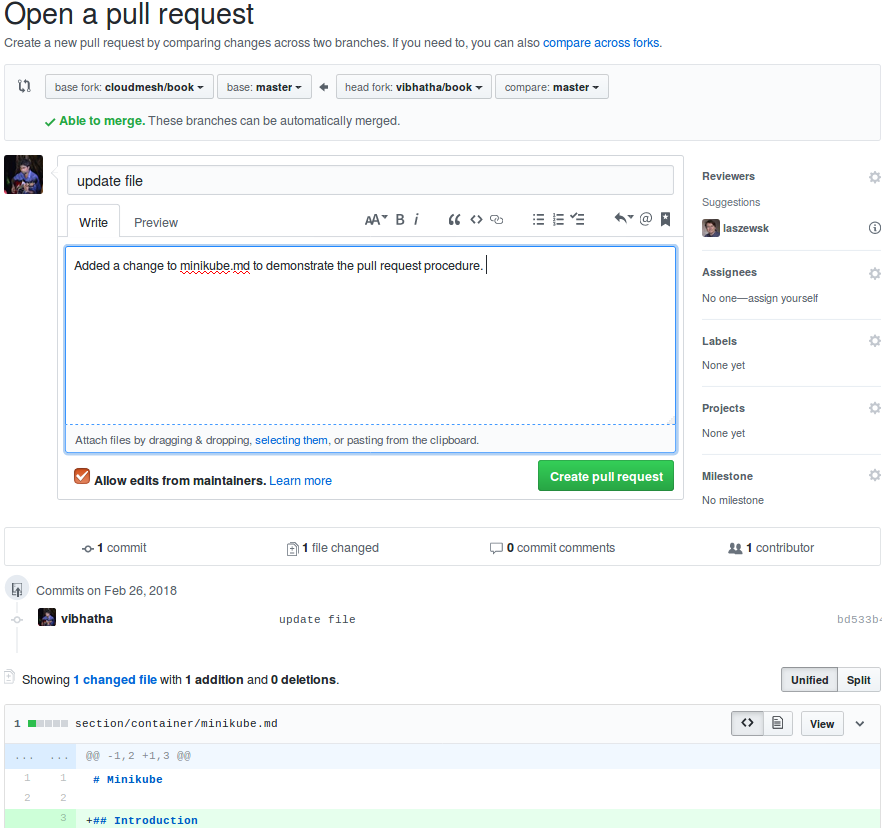 Open a pull request
Create a new pull request by comparing changes across two branches. If you need to, you can also compare across forks.
base fork: cloudmesh/book base: master head fork: vibhatha/book compare: master
Able to merge. These branches can be automatically merged.
update file
Write Preview AA B i
Added a change to minikube.md to demonstrate the pull request procedure.
Attach files by dragging & dropping, selecting them, or pasting from the clipboard.
Allow edits from maintainers. Learn more Create pull request
Reviewers
Suggestions
laszewsk
Assignees
No one—assign yourself
Labels
None yet
Projects
None yet
Milestone
No milestone
1 commit 1 file changed 0 commit comments 1 contributor
Commits on Feb 26, 2018
vibhatha update file bd533b
Showing 1 changed file with 1 addition and 0 deletions. Unified Split
1 section/container/minikube.md View
... ... @@ -1,2 +1,3 @@
1 1 # Minikube
2 2
3 +## Introduction